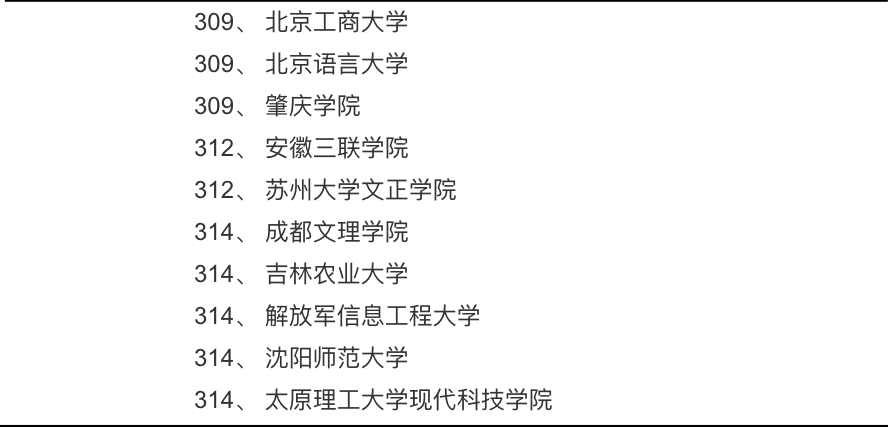 309、 北京工商大学
309、 北京语言大学
309、 肇庆学院
312、 安徽三联学院
312、 苏州大学文正学院
314、 成都文理学院
314、 吉林农业大学
314、 解放军信息工程大学
314、 沈阳师范大学
314、 太原理工大学现代科技学院